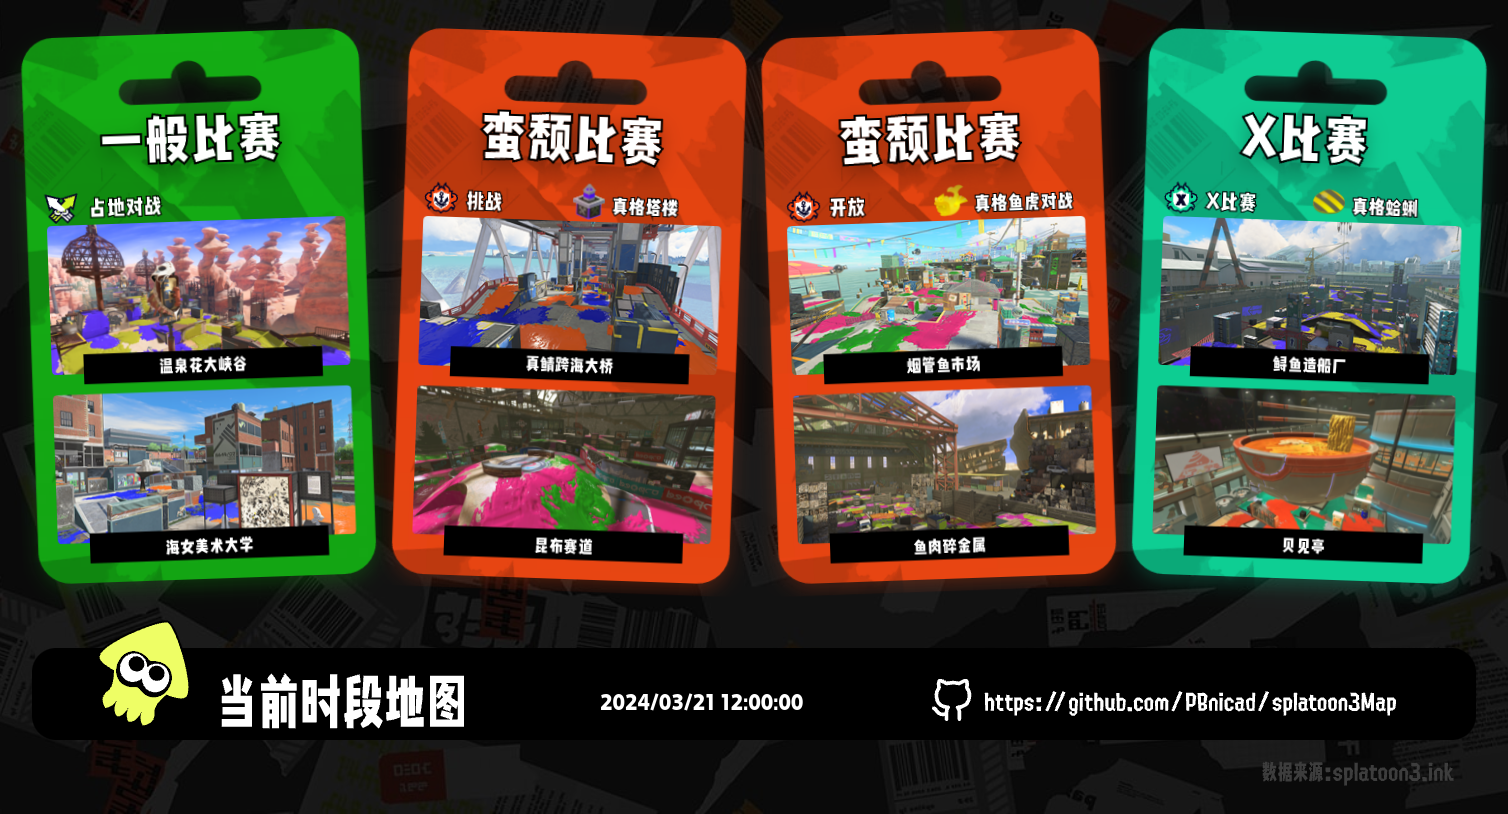 一般比赛
占地对战
温泉花大峡谷
海女美术大学
蛮颓比赛
挑战
真格塔楼
真鲭跨海大桥
昆布赛道
蛮颓比赛
开放
真格鱼虎对战
烟管鱼市场
鱼肉碎金属
X比赛
X比赛
真格蛤蜊
鲟鱼造船厂
贝见亭
当前时段地图
2024/03/21 12:00:00
https://github.com/PBnicad/splatoon3Map
数据来源:splatoon3.ink